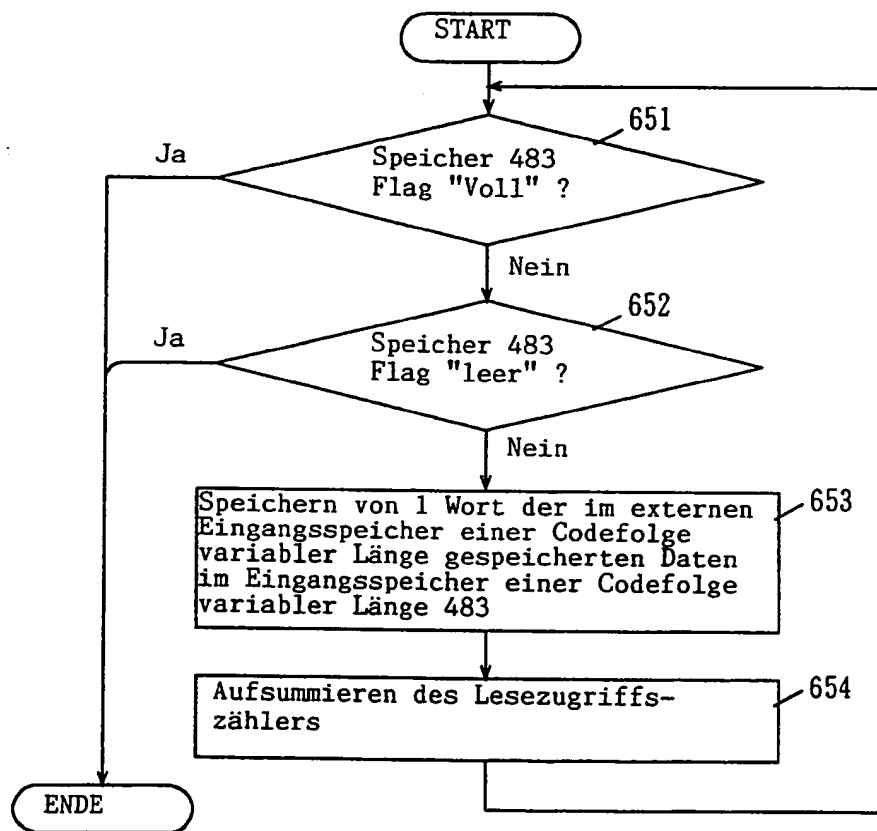 START
651
Speicher 483
Flag "Voll" ?
Ja
Nein
652
Speicher 483
Flag "leer" ?
Ja
Nein
653
Speichern von 1 Wort der im externen
Eingangsspeicher einer Codefolge
variabler Länge gespeicherten Daten
im Eingangsspeicher einer Codefolge
variabler Länge 483
654
Aufsummieren des Lesezugriffs-
zählers
ENDE